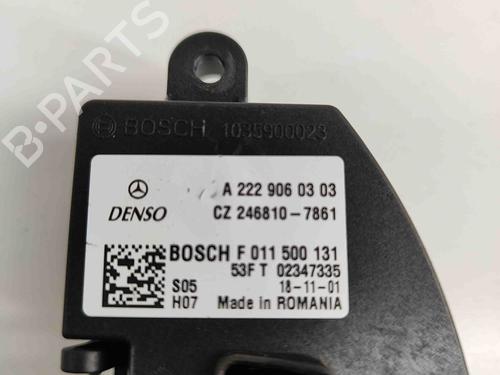 BOSCH 1035900023
A 222 906 03 03
DENSO CZ 246810-7861
BOSCH F 011 500 131
53F T 02347335
S05 18-11-01
H07 Made in ROMANIA